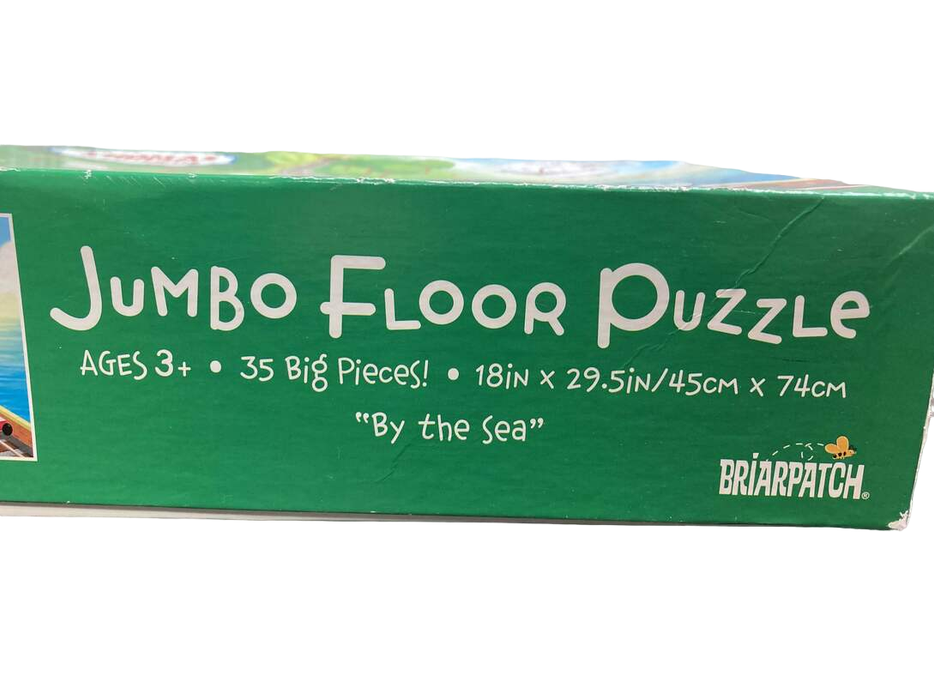 Jumbo Floor Puzzle
AGES 3+ • 35 Big Pieces! • 18in x 29.5in/45cm x 74cm
"By the Sea"
BRIARPATCH®